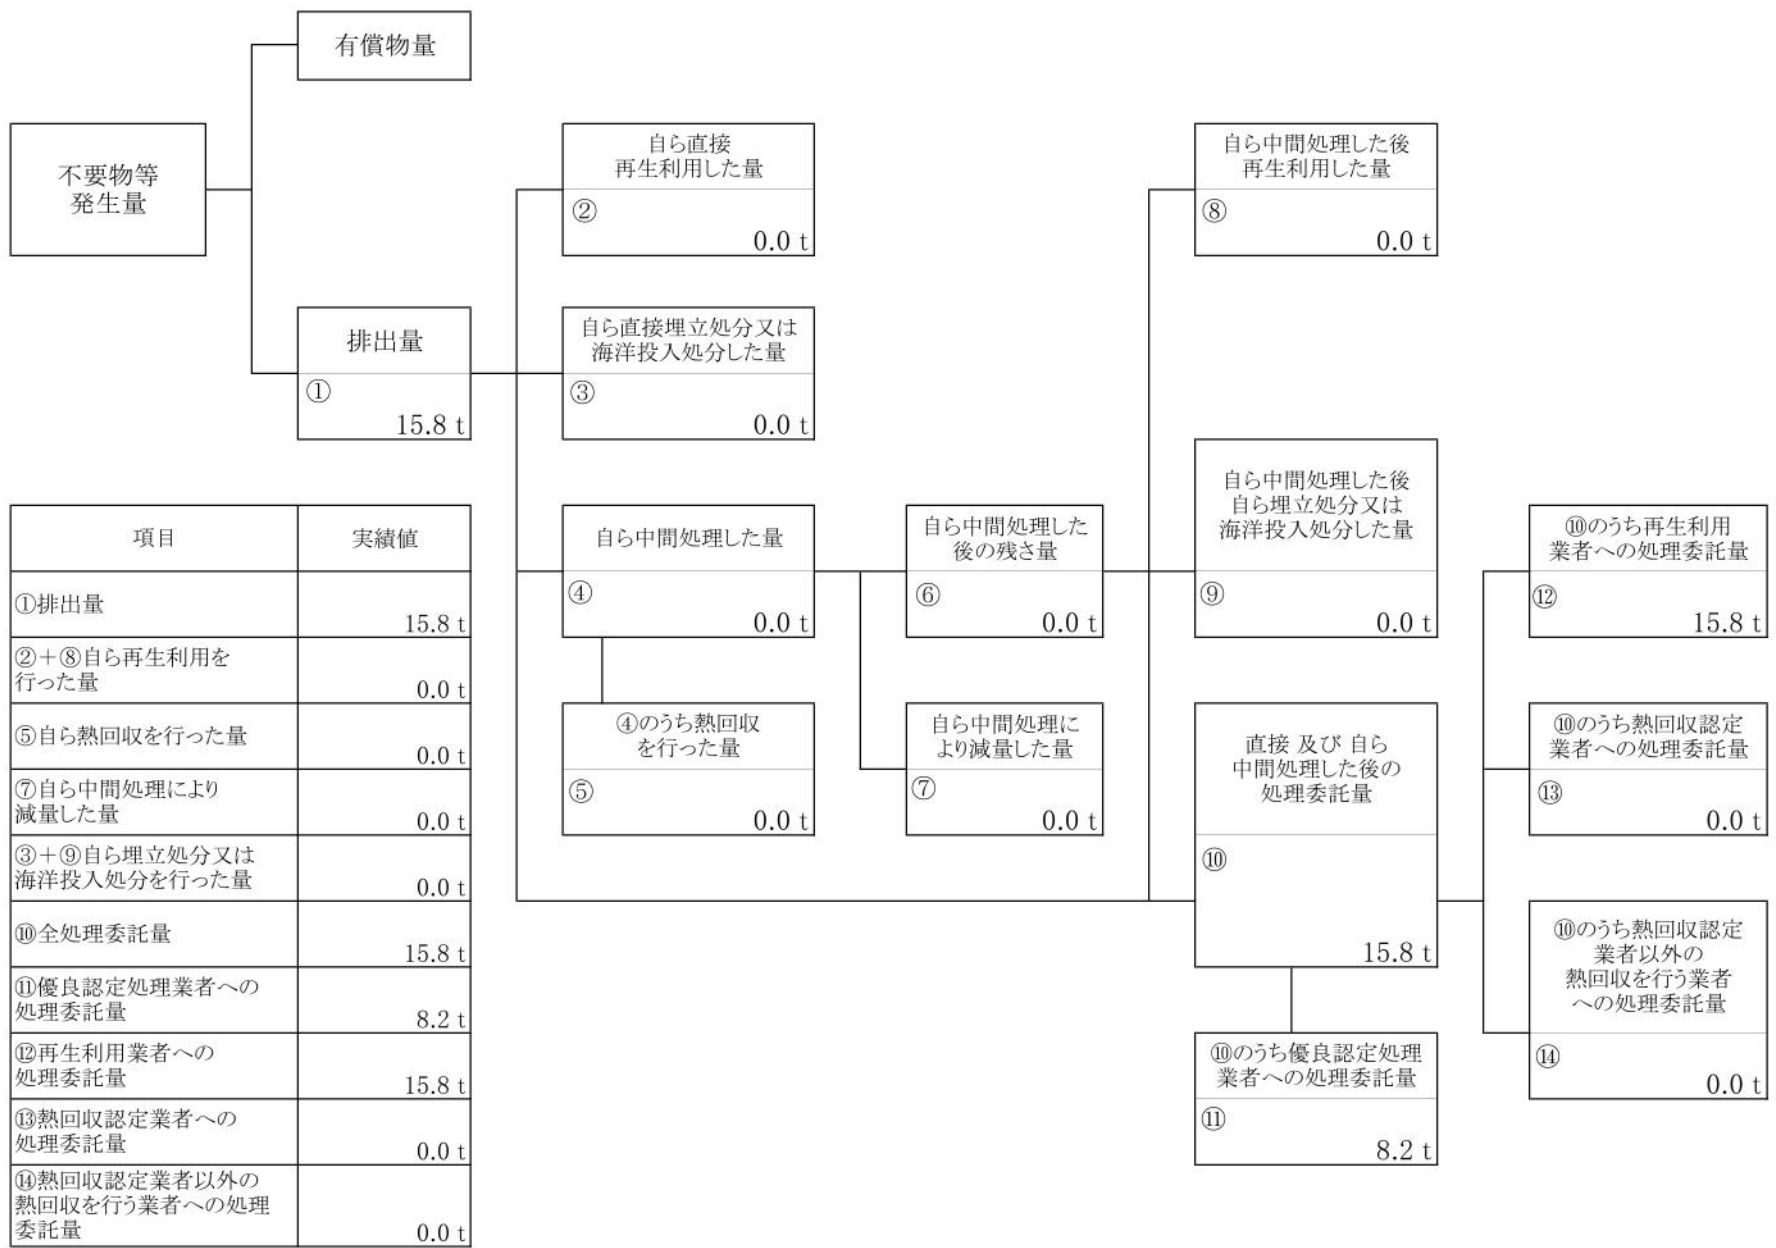 有償物量
不要物等
発生量
排出量
①
15.8 t
自ら直接
再生利用した量
②
0.0 t
自ら直接埋立処分又は
海洋投入処分した量
③
0.0 t
自ら中間処理した量
④
0.0 t
④のうち熱回収
を行った量
⑤
0.0 t
自ら中間処理した
後の残さ量
⑥
0.0 t
自ら中間処理に
より減量した量
⑦
0.0 t
自ら中間処理した後
再生利用した量
⑧
0.0 t
自ら中間処理した後
自ら埋立処分又は
海洋投入処分した量
⑨
0.0 t
直接 及び 自ら
中間処理した後の
処理委託量
⑩
15.8 t
⑩のうち優良認定処理
業者への処理委託量
⑪
8.2 t
⑩のうち再生利用
業者への処理委託量
⑫
15.8 t
⑩のうち熱回収認定
業者への処理委託量
⑬
0.0 t
⑩のうち熱回収認定
業者以外の
熱回収を行う業者
への処理委託量
⑭
0.0 t
項目 実績値
①排出量
15.8 t
②＋⑧自ら再生利用を
行った量
0.0 t
⑤自ら熱回収を行った量
0.0 t
⑦自ら中間処理により
減量した量
0.0 t
③＋⑨自ら埋立処分又は
海洋投入処分を行った量
0.0 t
⑩全処理委託量
15.8 t
⑪優良認定処理業者への
処理委託量
8.2 t
⑫再生利用業者への
処理委託量
15.8 t
⑬熱回収認定業者への
処理委託量
0.0 t
⑭熱回収認定業者以外の
熱回収を行う業者への処理
委託量
0.0 t